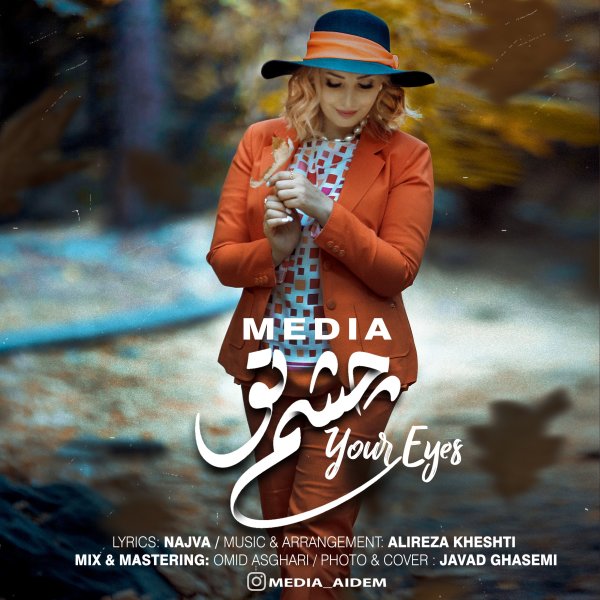 MEDIA
چشم تو
Your Eyes
LYRICS: NAJVA / MUSIC & ARRANGEMENT: ALIREZA KHESHTI
MIX & MASTERING: OMID ASGHARI / PHOTO & COVER : JAVAD GHASEMI
MEDIA_AIDEM